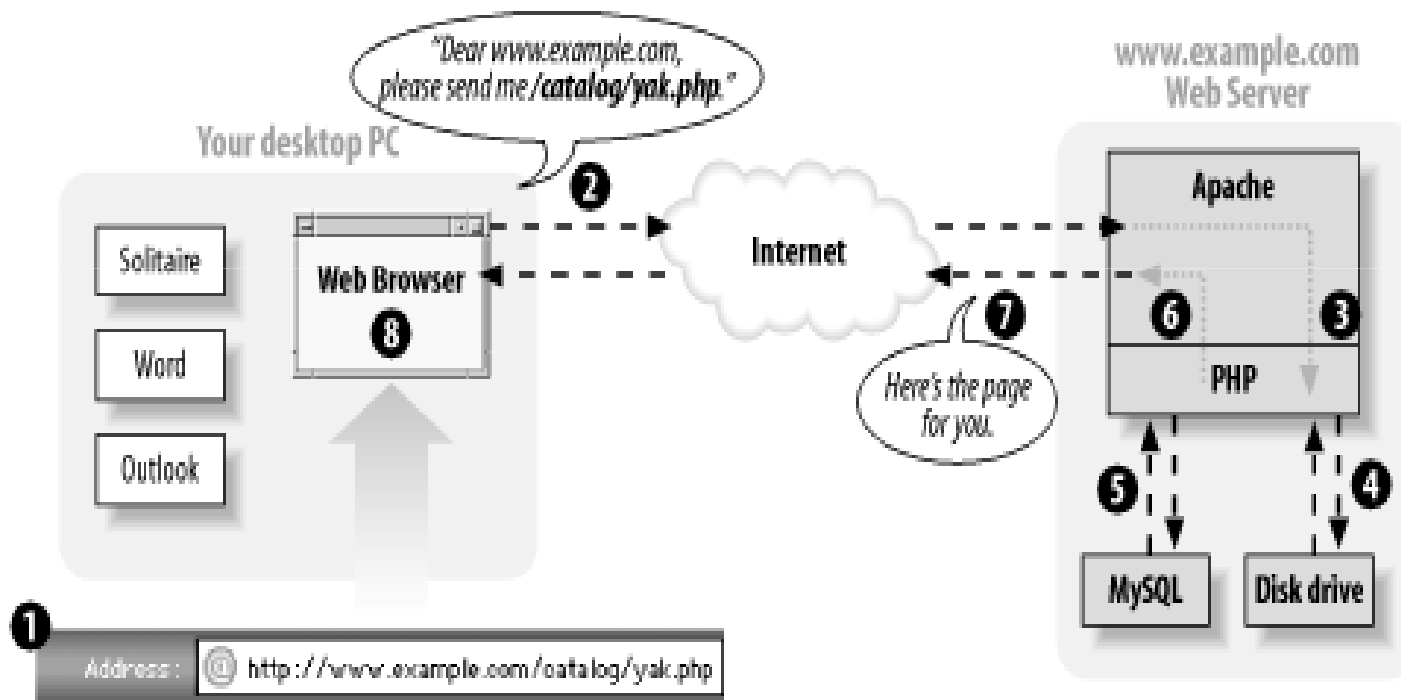 "Dear www.example.com,
please send me /catalog/yak.php."
www.example.com
Web Server
Your desktop PC
2
Apache
Solitaire
Web Browser
Internet
8
7
6
3
Word
Here's the page
for you.
PHP
Outlook
5
4
MySQL
Disk drive
1
Address:
@ http://www.example.com/catalog/yak.php